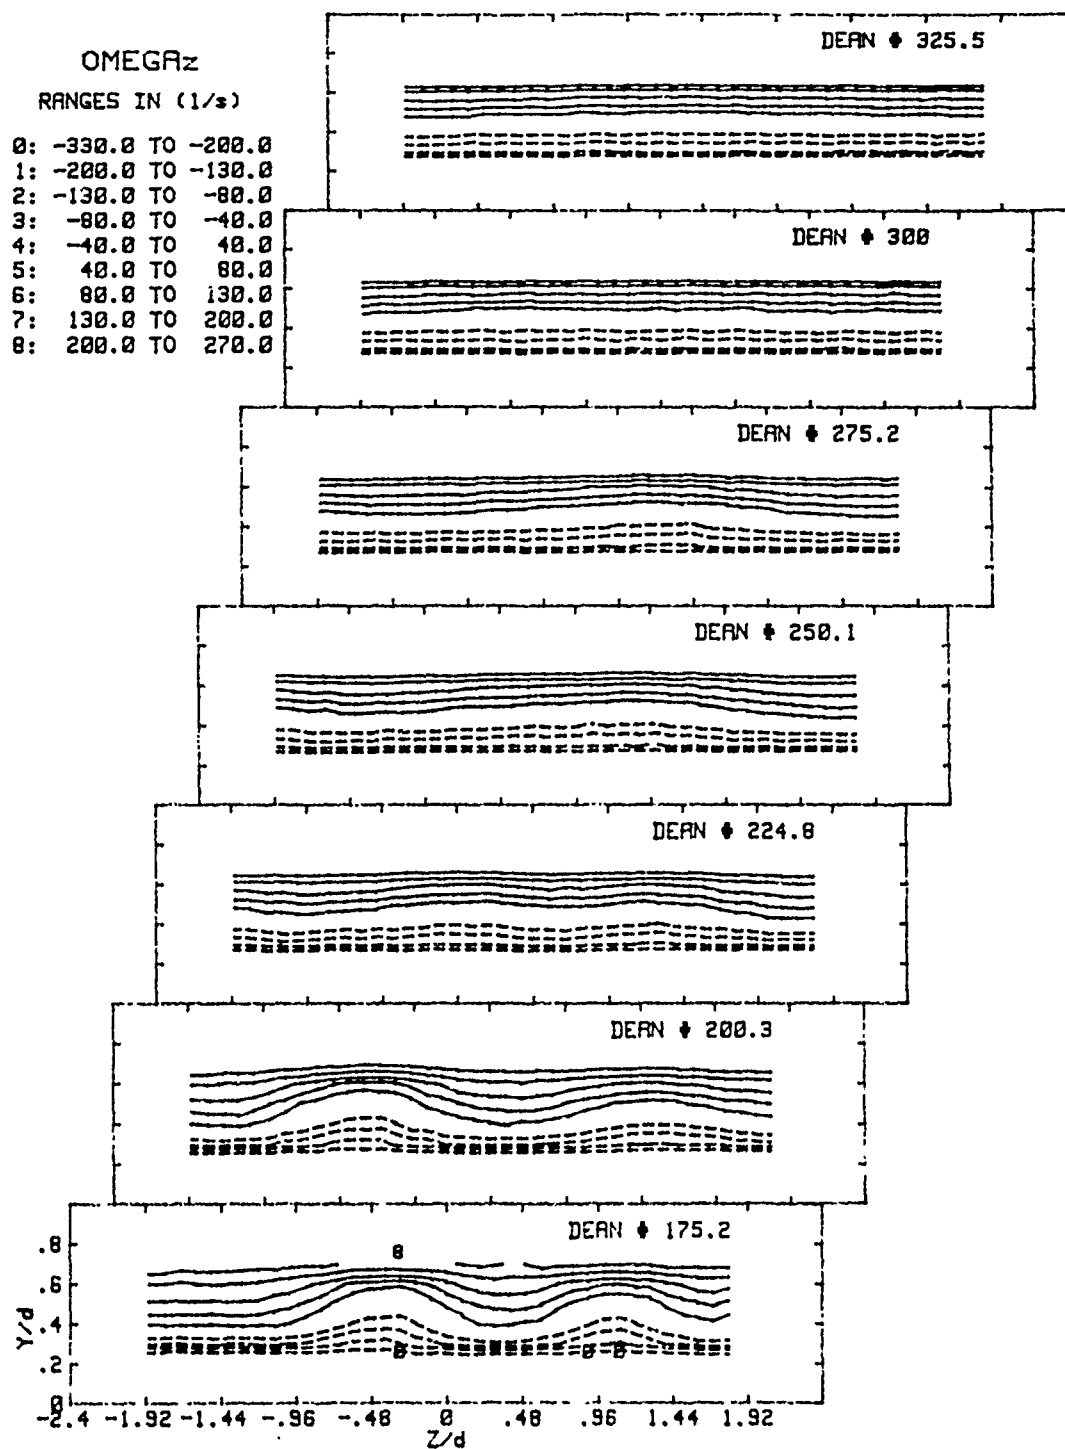 OMEGAz
RANGES IN (1/s)
0: -330.0 TO -200.0
1: -200.0 TO -130.0
2: -130.0 TO -80.0
3: -80.0 TO -40.0
4: -40.0 TO 40.0
5: 40.0 TO 80.0
6: 80.0 TO 130.0
7: 130.0 TO 200.0
8: 200.0 TO 270.0
DEAN # 325.5
DEAN # 300
DEAN # 275.2
DEAN # 250.1
DEAN # 224.8
DEAN # 200.3
DEAN # 175.2
8
0 0 0
.8
.6
.4
.2
0
Y/d
-2.4 -1.92 -1.44 -.96 -.48 0 .48 .96 1.44 1.92
Z/d